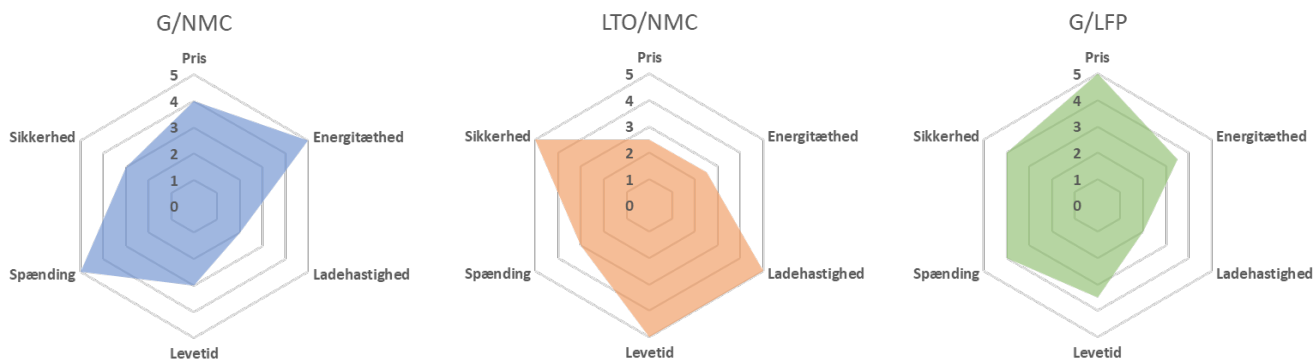 G/NMC
Pris
5
4
3
2
1
0
Sikkerhed
Energitæthed
Spænding
Ladehastighed
Levetid
LTO/NMC
Pris
5
4
3
2
1
0
Sikkerhed
Energitæthed
Spænding
Ladehastighed
Levetid
G/LFP
Pris
5
4
3
2
1
0
Sikkerhed
Energitæthed
Spænding
Ladehastighed
Levetid